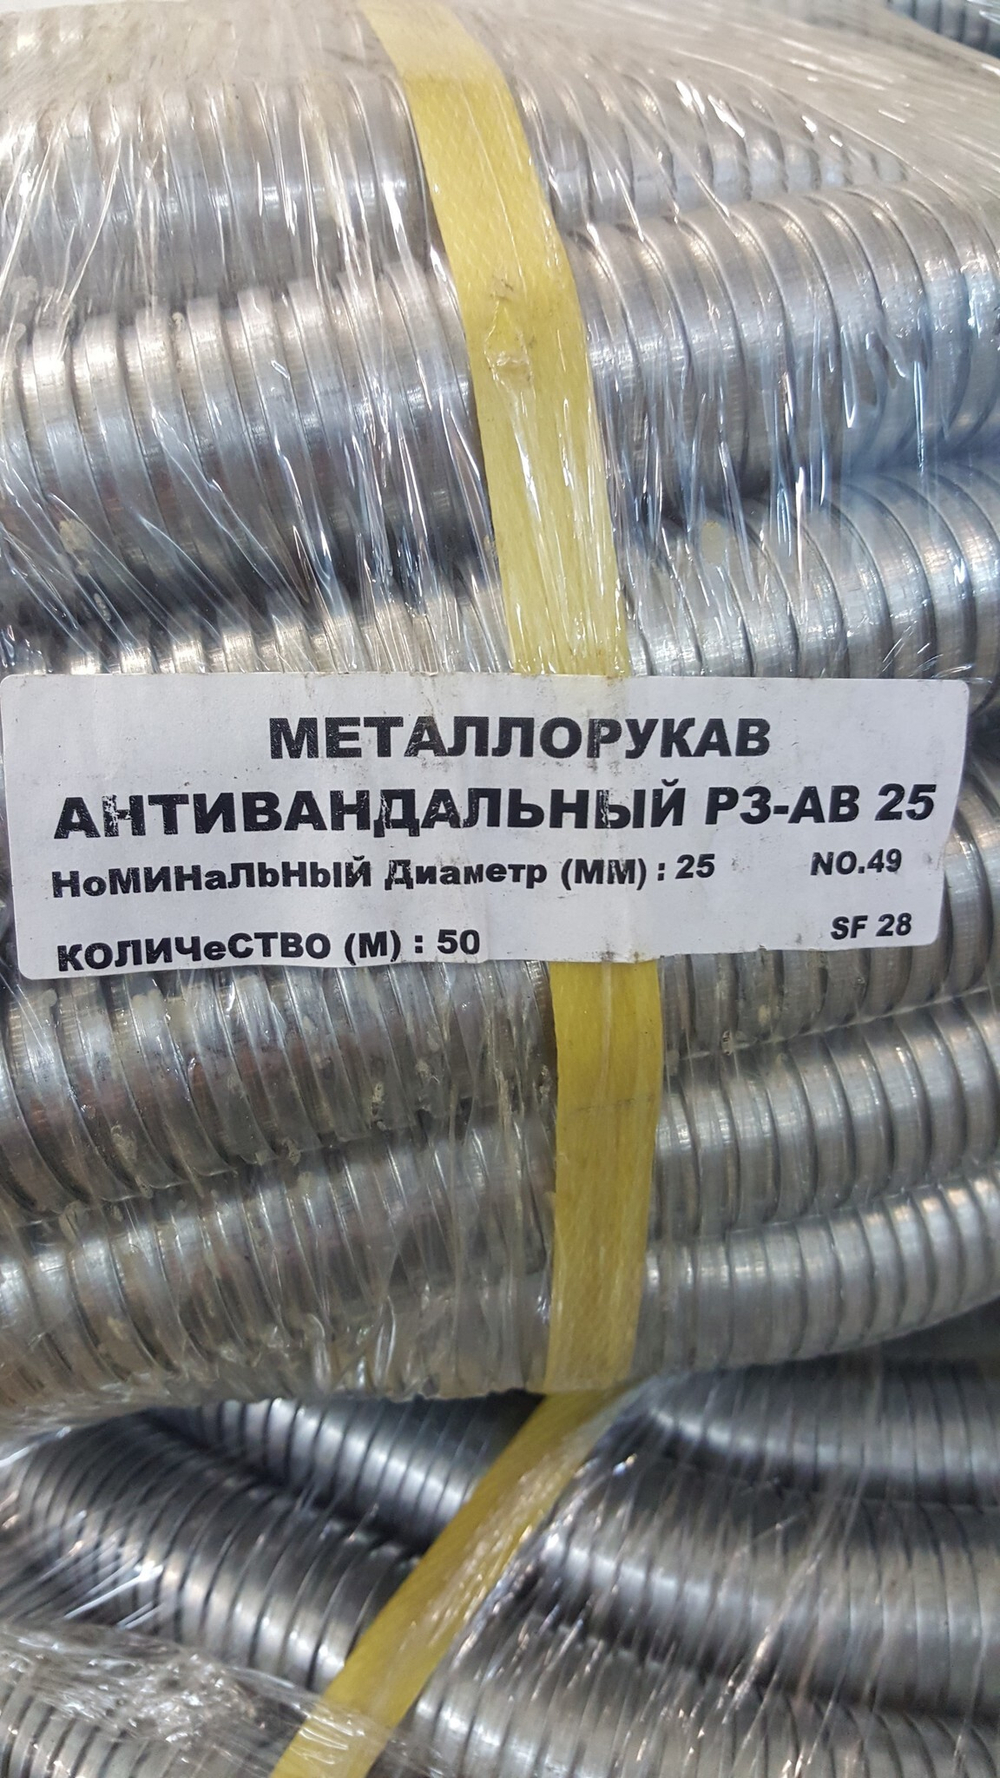 МЕТАЛЛОРУКАВ
АНТИВАНДАЛЬНЫЙ РЗ-АВ 25
НоМИНаЛЬНЫЙ Диаметр (ММ) : 25 NO.49
КОЛИЧеСТВО (М) : 50 SF 28